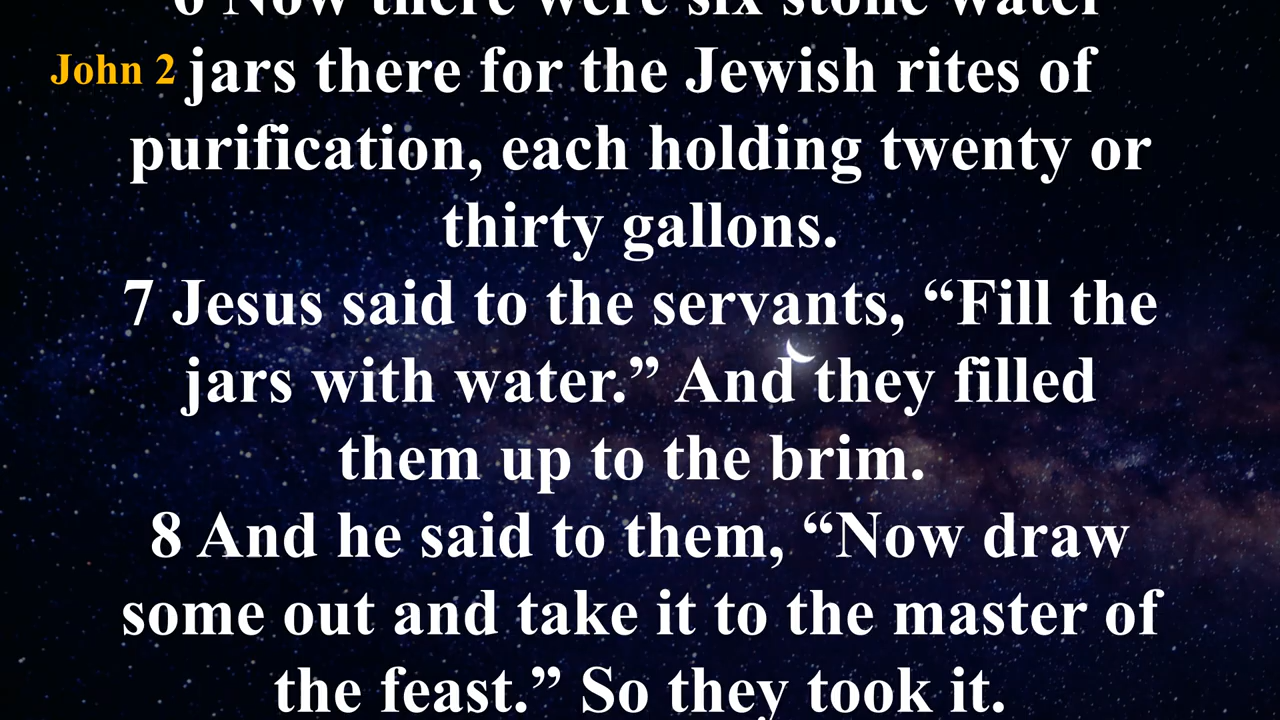 6 Now there were six stone water
John 2
jars there for the Jewish rites of
purification, each holding twenty or
thirty gallons.
7 Jesus said to the servants, “Fill the
jars with water.” And they filled
them up to the brim.
8 And he said to them, “Now draw
some out and take it to the master of
the feast.” So they took it.